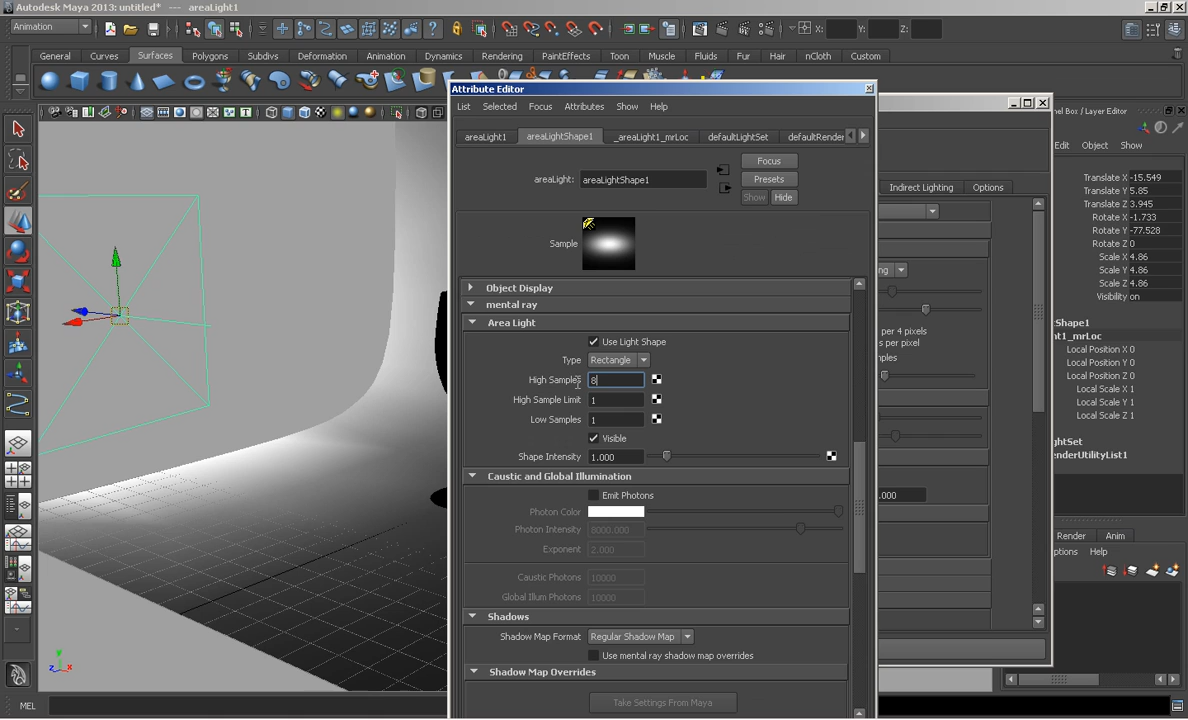 Autodesk Maya 2013: untitled*   ---   areaLight1
Animation
X:
Y:
Z:
General
Curves
Surfaces
Polygons
Subdivs
Deformation
Animation
Dynamics
Rendering
PaintEffects
Toon
Muscle
Fluids
Fur
Hair
nCloth
Custom
Attribute Editor
List
Selected
Focus
Attributes
Show
Help
areaLight1
areaLightShape1
_areaLight1_mrLoc
defaultLightSet
defaultRender
areaLight:
areaLightShape1
Focus
Presets
Show
Hide
Sample
Object Display
mental ray
Area Light
Use Light Shape
Type
Rectangle
High Samples
8
High Sample Limit
1
Low Samples
1
Visible
Shape Intensity
1.000
Caustic and Global Illumination
Emit Photons
Photon Color
Photon Intensity
8000.000
Exponent
2.000
Caustic Photons
10000
Global Illum Photons
10000
Shadows
Shadow Map Format
Regular Shadow Map
Use mental ray shadow map overrides
Shadow Map Overrides
Take Settings From Maya
Indirect Lighting
Options
ng
per 4 pixels
s per pixel
mples
.000
nel Box / Layer Editor
Edit
Object
Show
Translate X -15.549
Translate Y 5.85
Translate Z 3.945
Rotate X -1.733
Rotate Y -77.528
Rotate Z 0
Scale X 4.86
Scale Y 4.86
Scale Z 4.86
Visibility on
Shape1
ht1_mrLoc
Local Position X 0
Local Position Y 0
Local Position Z 0
Local Scale X 1
Local Scale Y 1
Local Scale Z 1
ghtSet
enderUtilityList1
Render
Anim
ptions
Help
y
z
x
MEL